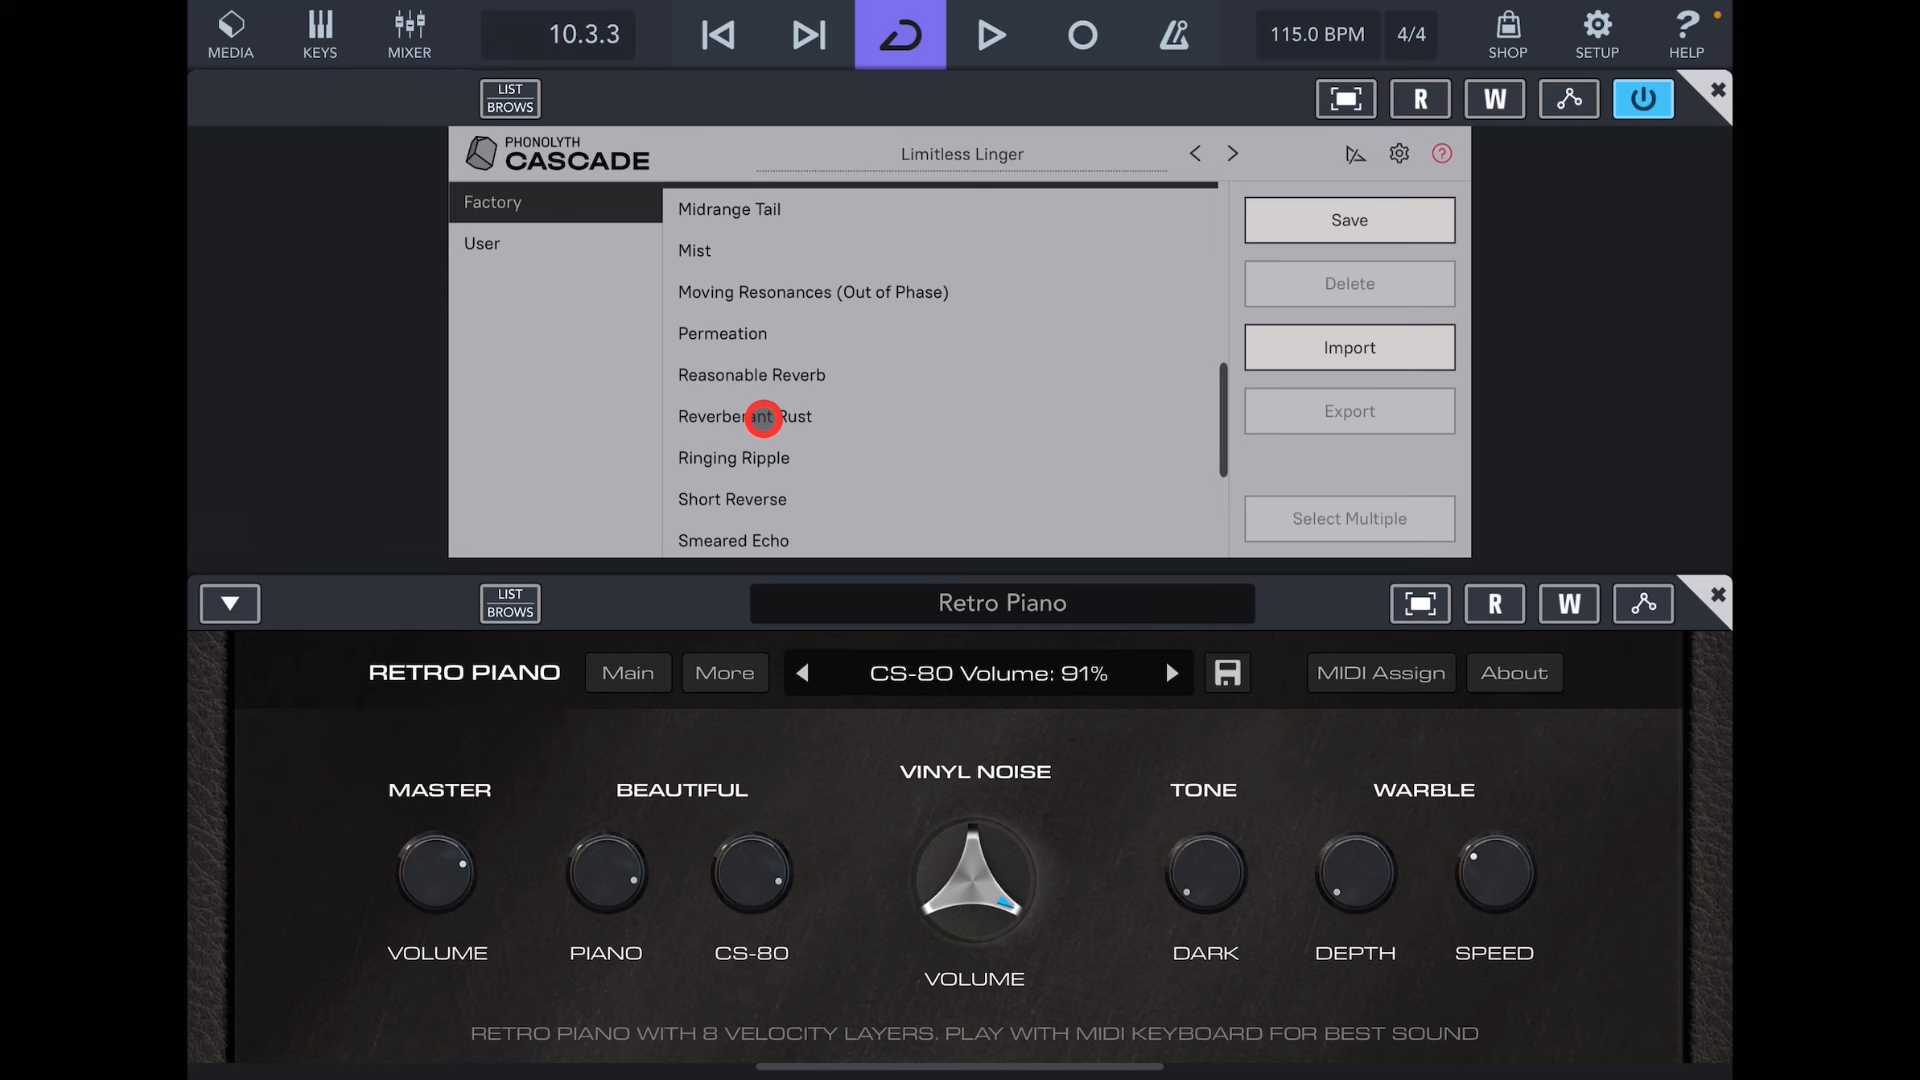 MEDIA
KEYS
MIXER
10.3.3
115.0 BPM
4/4
SHOP
SETUP
?
HELP
LIST
BROWS
R
W
PHONOLYTH
CASCADE
Limitless Linger
?
Factory
User
Midrange Tail
Mist
Moving Resonances (Out of Phase)
Permeation
Reasonable Reverb
Reverberant Rust
Ringing Ripple
Short Reverse
Smeared Echo
Save
Delete
Import
Export
Select Multiple
LIST
BROWS
Retro Piano
R
W
RETRO PIANO
Main
More
CS-80 Volume: 91%
MIDI Assign
About
MASTER
BEAUTIFUL
VINYL NOISE
TONE
WARBLE
VOLUME
PIANO
CS-80
VOLUME
DARK
DEPTH
SPEED
RETRO PIANO WITH 8 VELOCITY LAYERS. PLAY WITH MIDI KEYBOARD FOR BEST SOUND